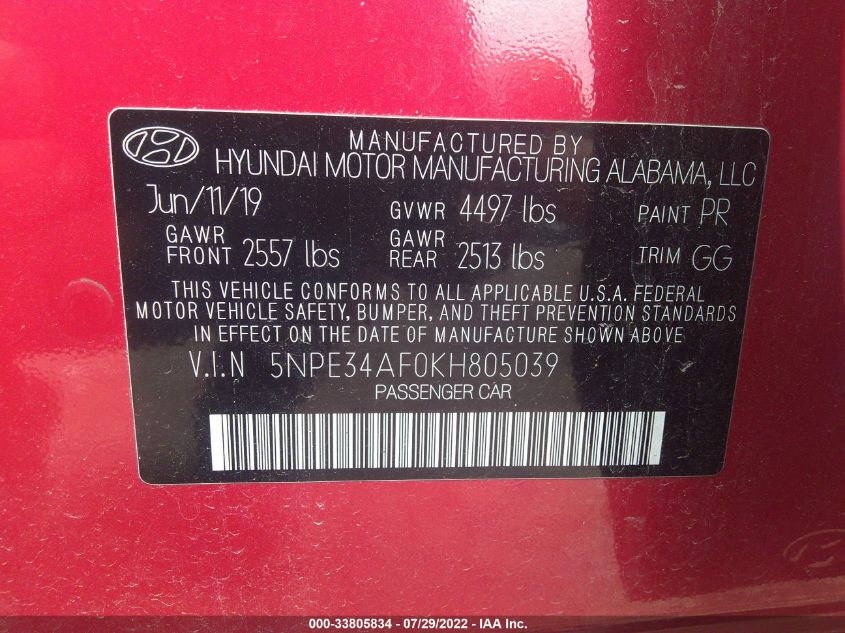 MANUFACTURED BY
HYUNDAI MOTOR MANUFACTURING ALABAMA, LLC
Jun/11/19 GVWR 4497 lbs PAINT PR
GAWR FRONT 2557 lbs GAWR REAR 2513 lbs TRIM GG
THIS VEHICLE CONFORMS TO ALL APPLICABLE U.S.A. FEDERAL
MOTOR VEHICLE SAFETY, BUMPER, AND THEFT PREVENTION STANDARDS
IN EFFECT ON THE DATE OF MANUFACTURE SHOWN ABOVE
V.I.N 5NPE34AF0KH805039
PASSENGER CAR
000-33805834 - 07/29/2022 - IAA Inc.